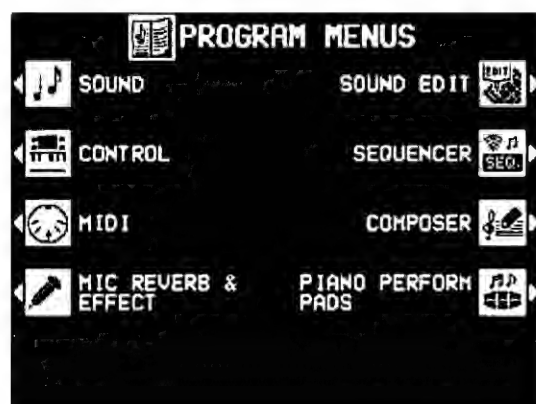 PROGRAM MENUS
SOUND
SOUND EDIT
EDIT
CONTROL
SEQUENCER
SEQ.
MIDI
COMPOSER
MIC REVERB &
EFFECT
PIANO PERFORM
PADS